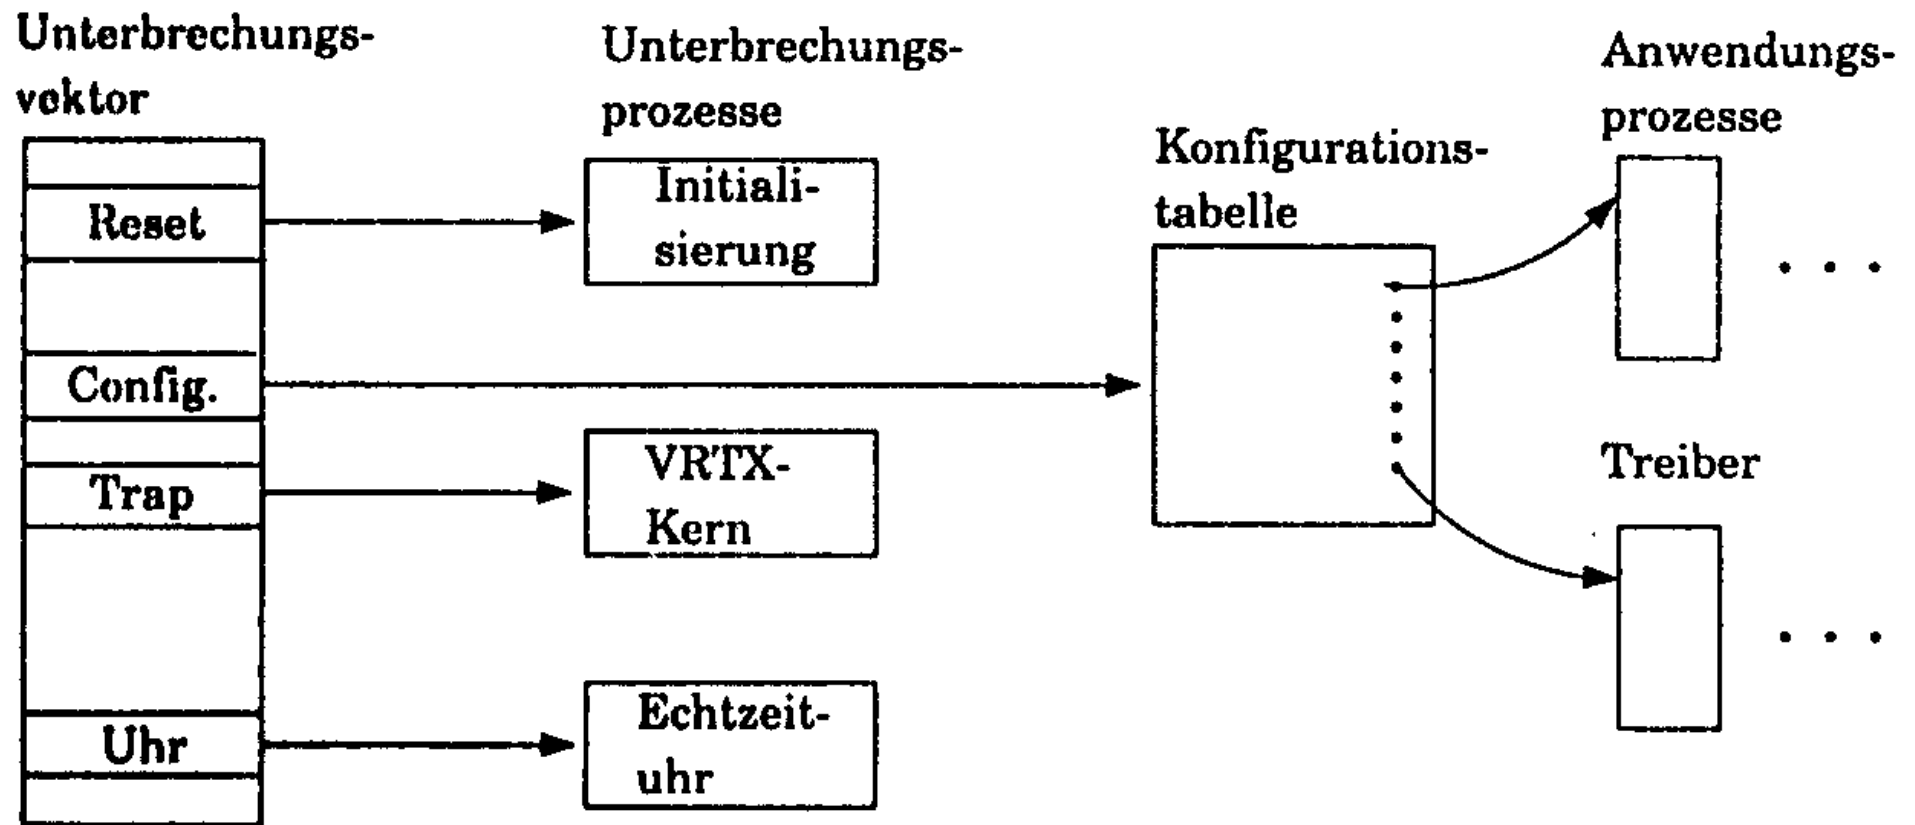 Unterbrechungs-
vektor
Unterbrechungs-
prozesse
Anwendungs-
prozesse
Konfigurations-
tabelle
Reset
Initiali-
sierung
Config.
Trap
VRTX-
Kern
Treiber
Uhr
Echtzeit-
uhr